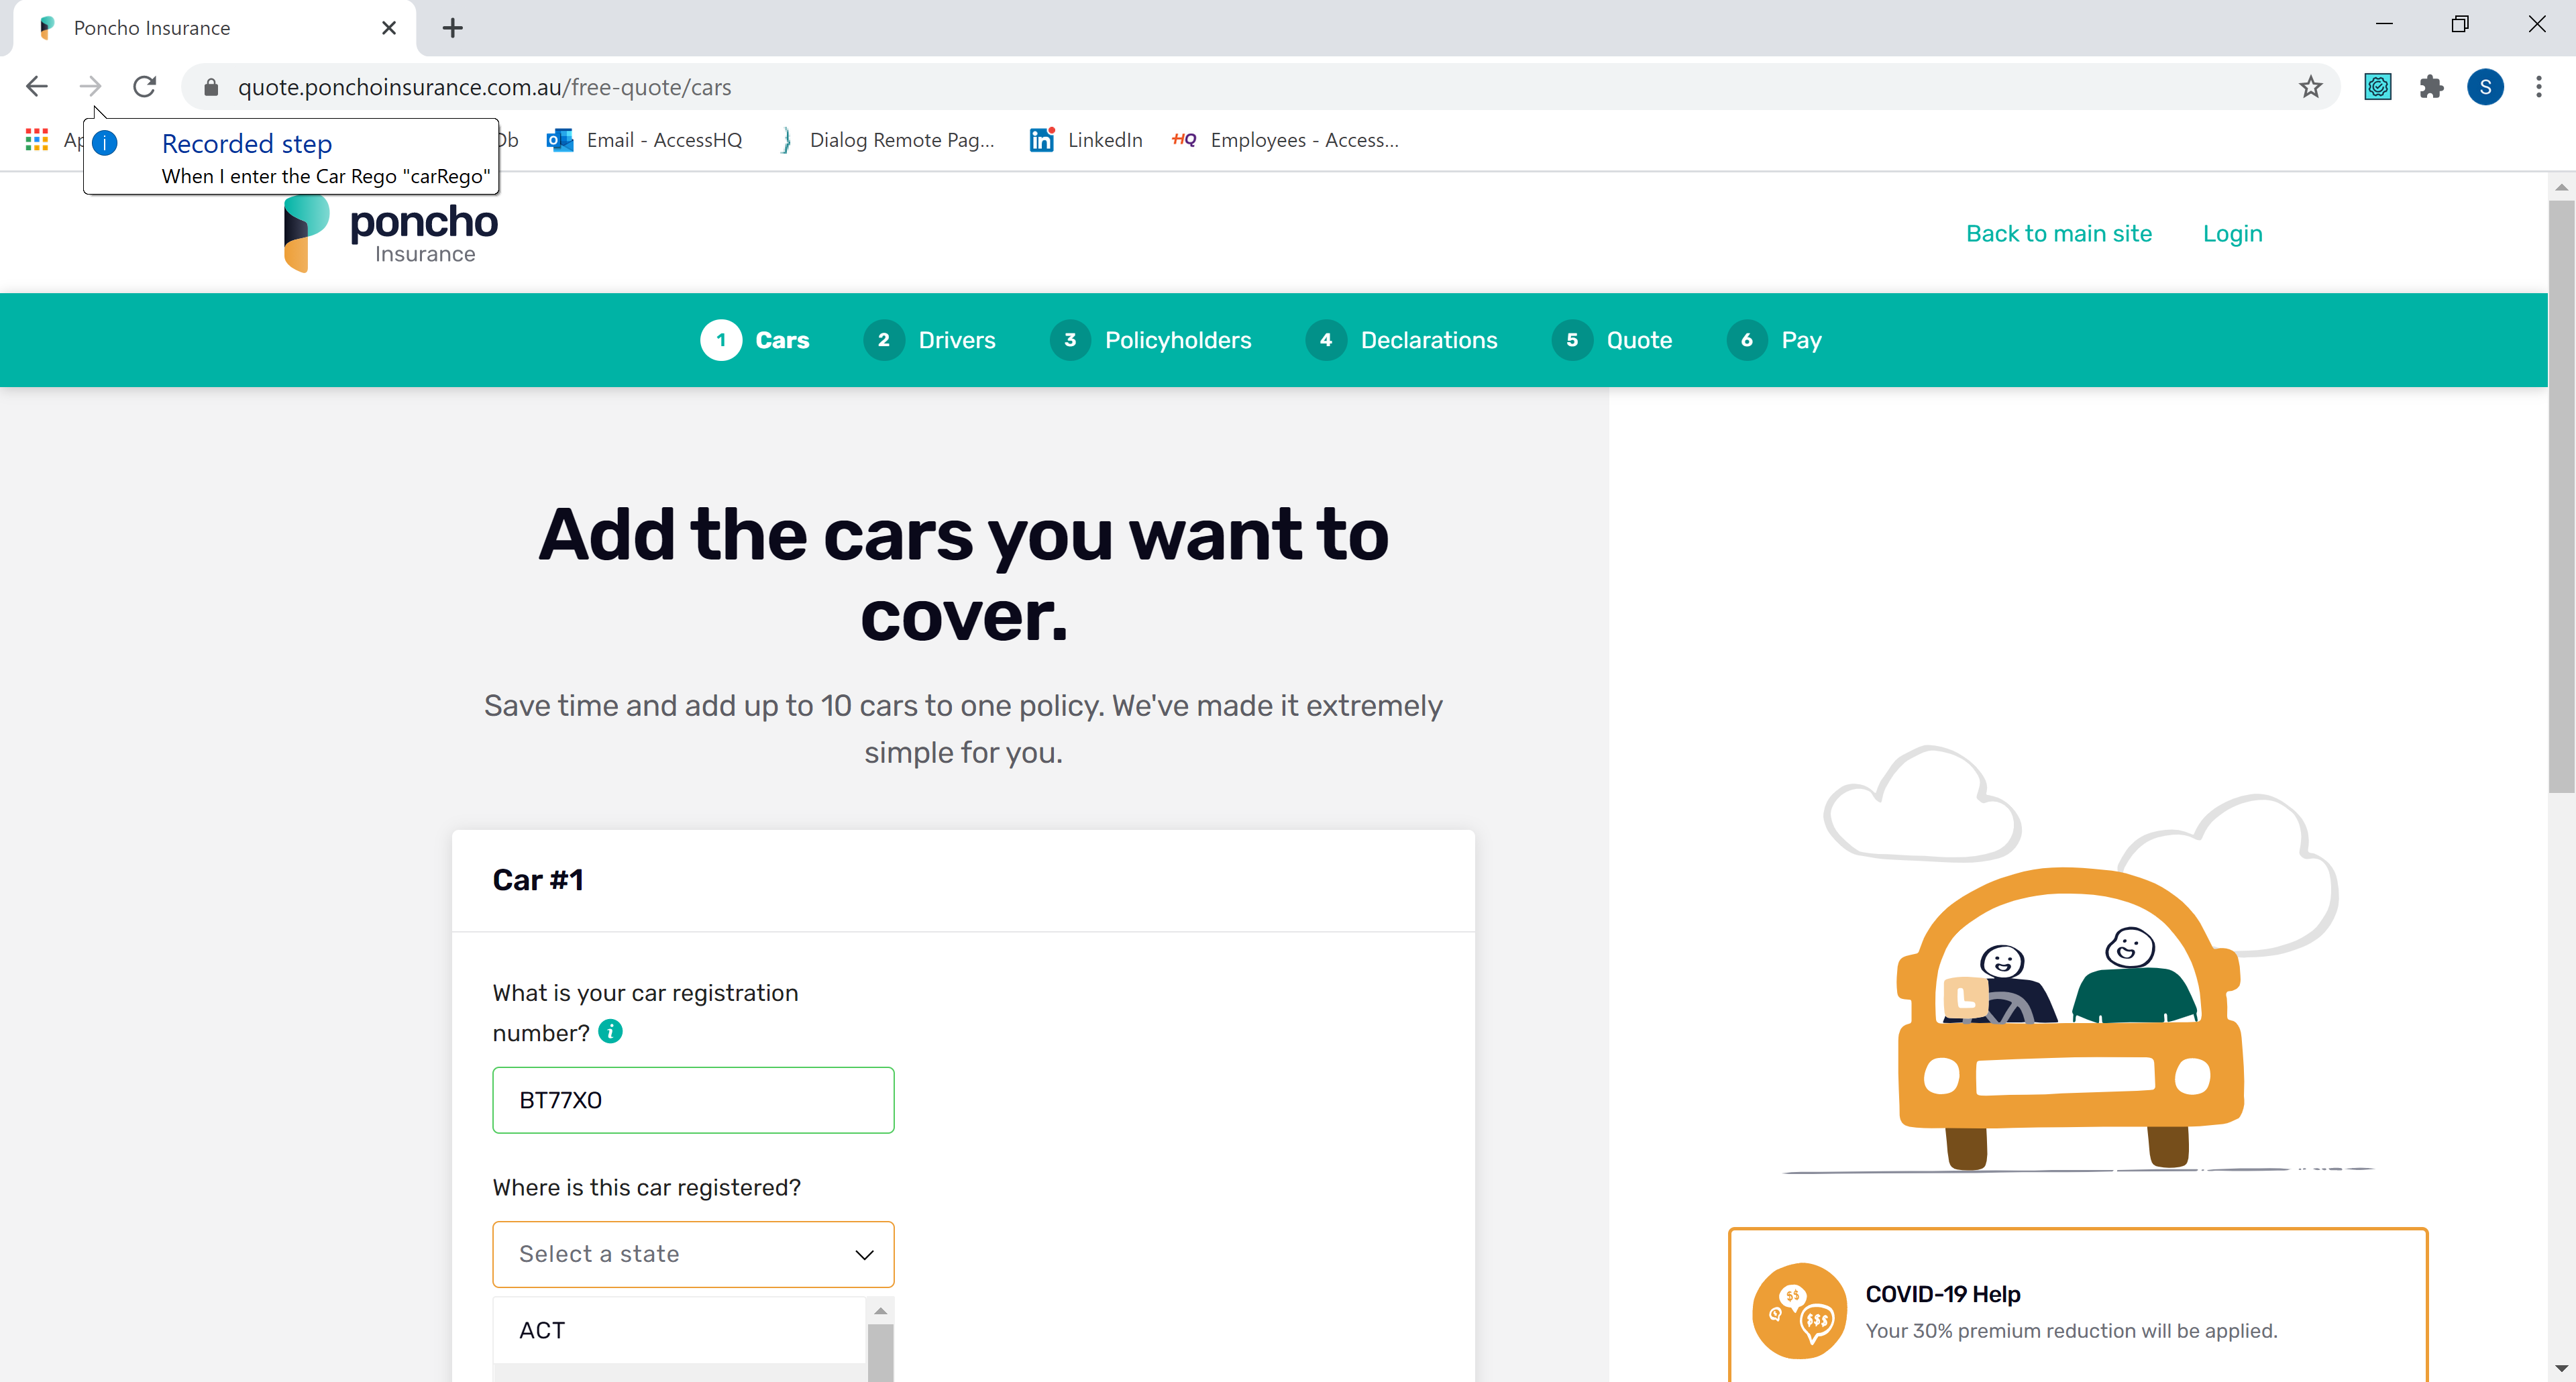 Poncho Insurance
quote.ponchoinsurance.com.au/free-quote/cars
S
Email - AccessHQ
Dialog Remote Pag...
LinkedIn
HQ Employees - Access...
Recorded step
When I enter the Car Rego "carRego"
poncho
Insurance
Back to main site
Login
1 Cars
2 Drivers
3 Policyholders
4 Declarations
5 Quote
6 Pay
Add the cars you want to
cover.
Save time and add up to 10 cars to one policy. We've made it extremely
simple for you.
Car #1
What is your car registration
number? i
BT77XO
Where is this car registered?
Select a state
ACT
L
$$
$$$
COVID-19 Help
Your 30% premium reduction will be applied.